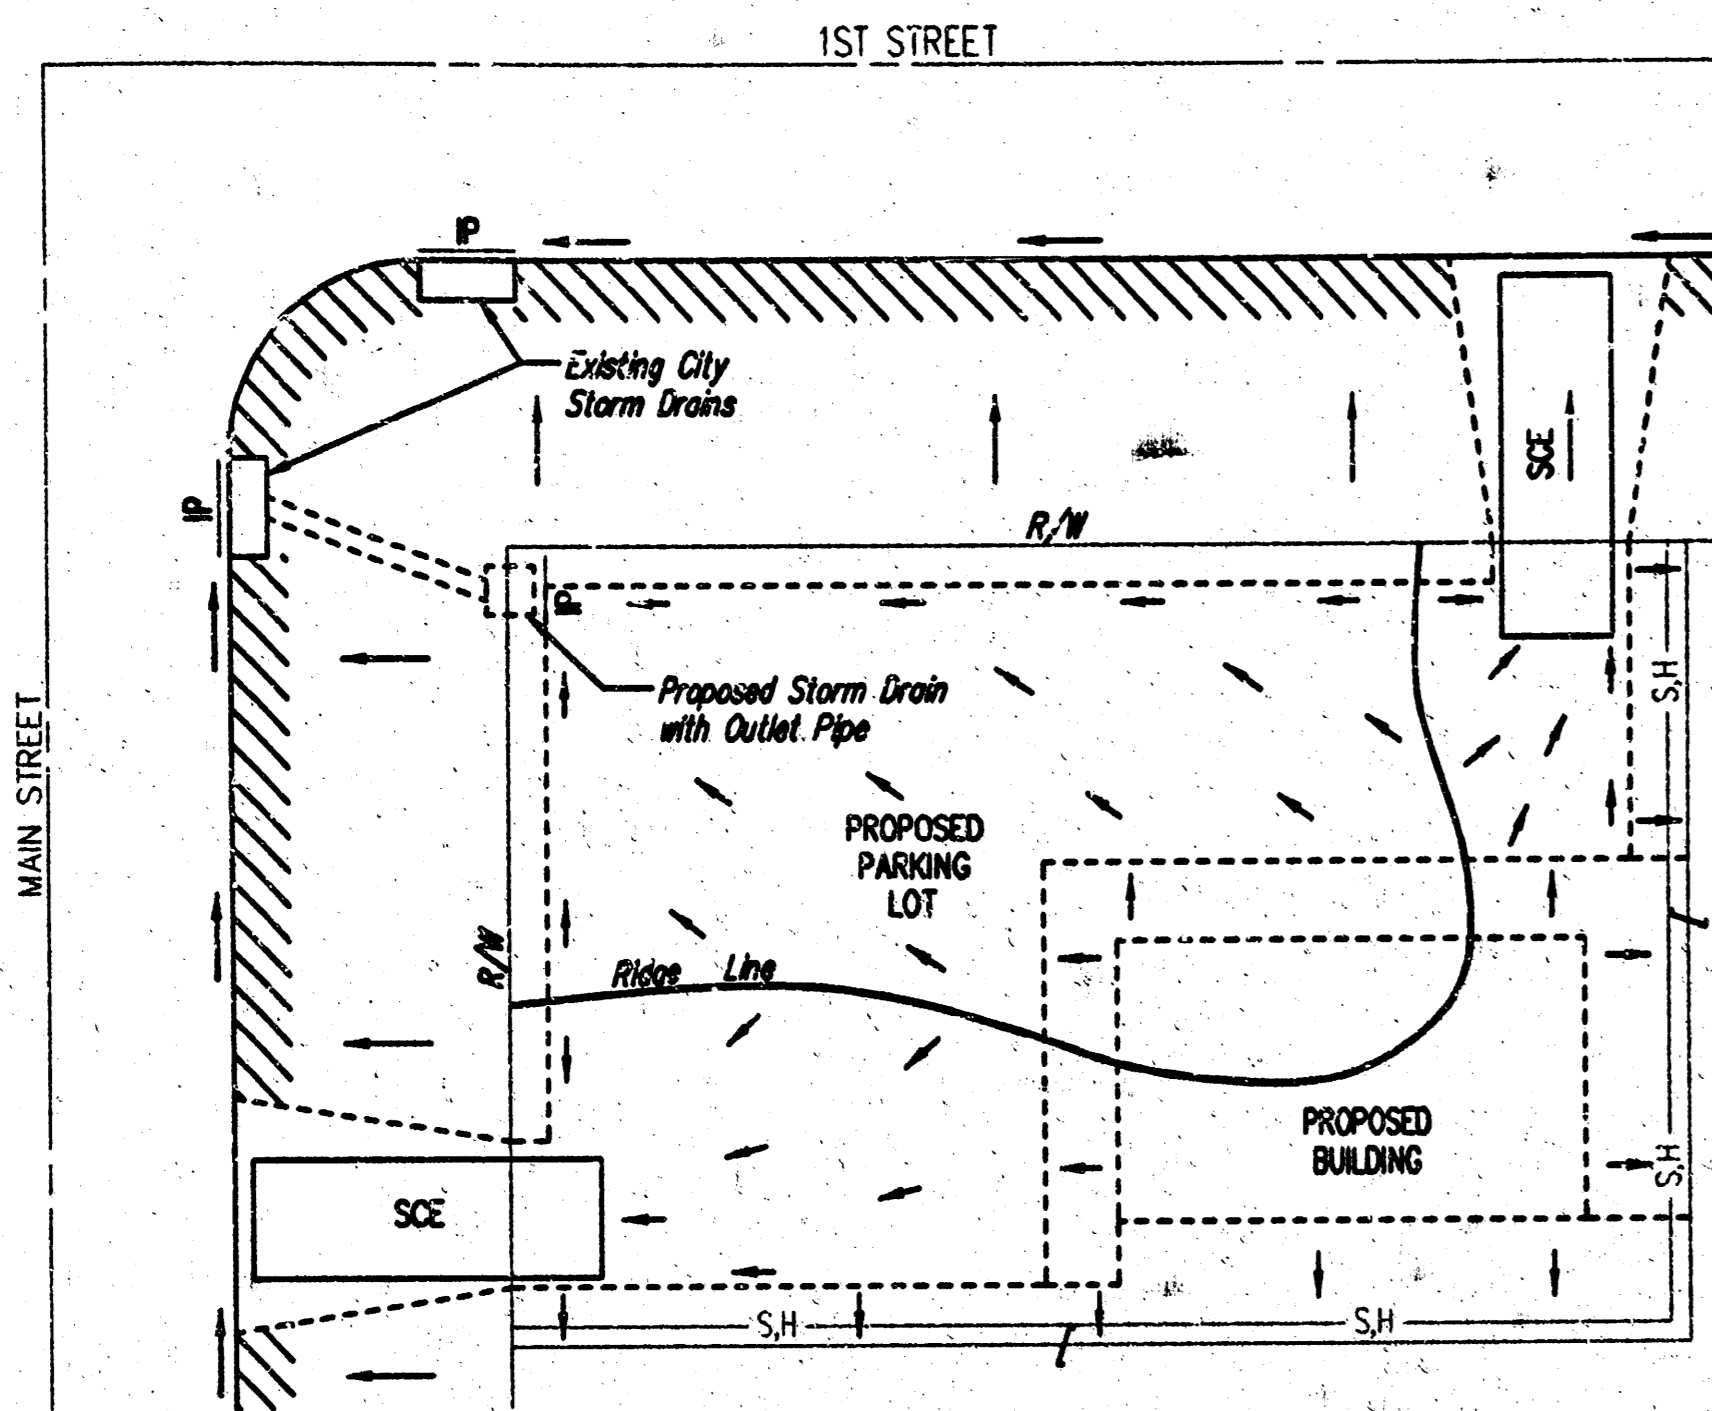 1ST STREET
IP
Existing City
Storm Drains
SCE
IP
R/W
IP
Proposed Storm Drain
with Outlet Pipe
S,H
MAIN STREET
PROPOSED
PARKING
LOT
R/W
Ridge Line
PROPOSED
BUILDING
S,H
SCE
S,H
S,H